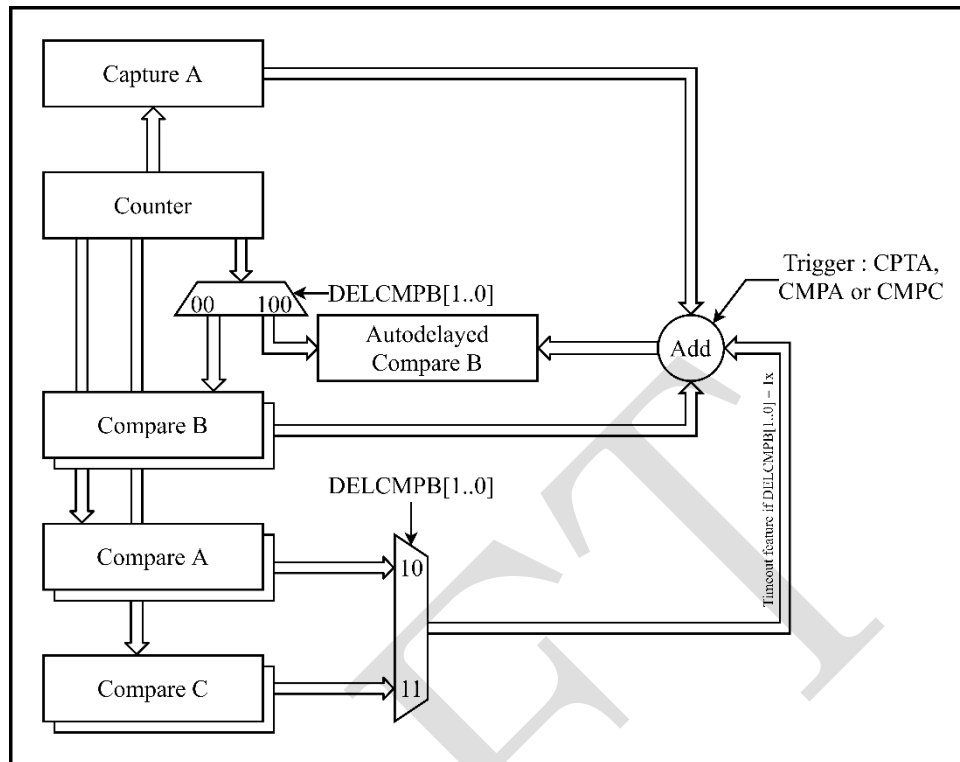 Capture A
Counter
Trigger : CPTA,
CMPA or CMPC
00 100
DELCMPB[1..0]
Autodelayed
Compare B
Add
Compare B
Timeout feature if DELCMPB[1..0] = 1x
DELCMPB[1..0]
Compare A
10
Compare C
11
FT